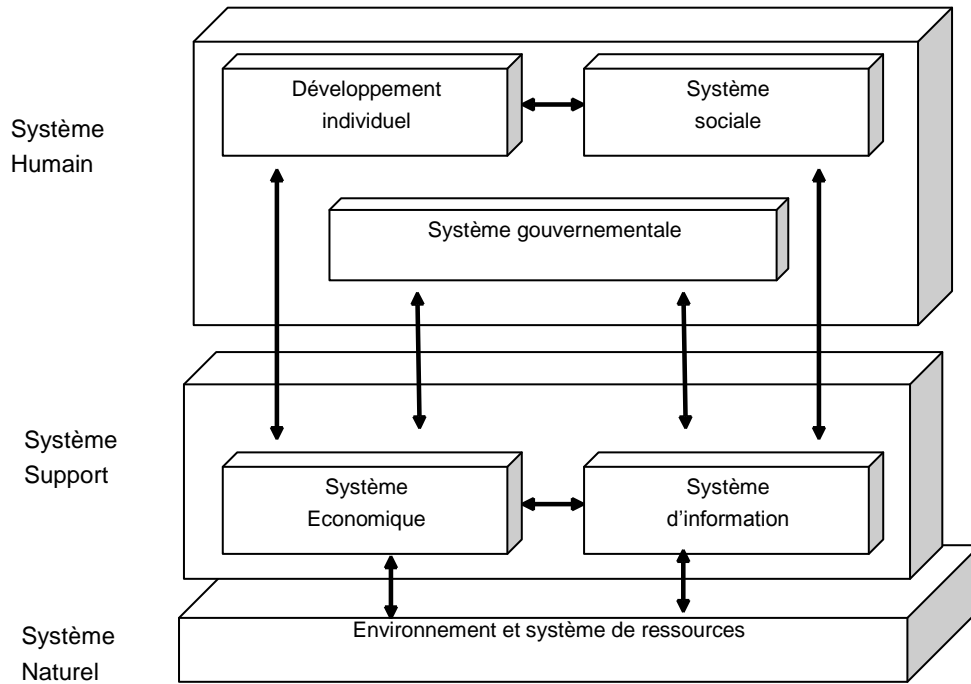 Système
Humain
Développement
individuel
Système
sociale
Système gouvernementale
Système
Support
Système
Economique
Système
d'information
Système
Naturel
Environnement et système de ressources